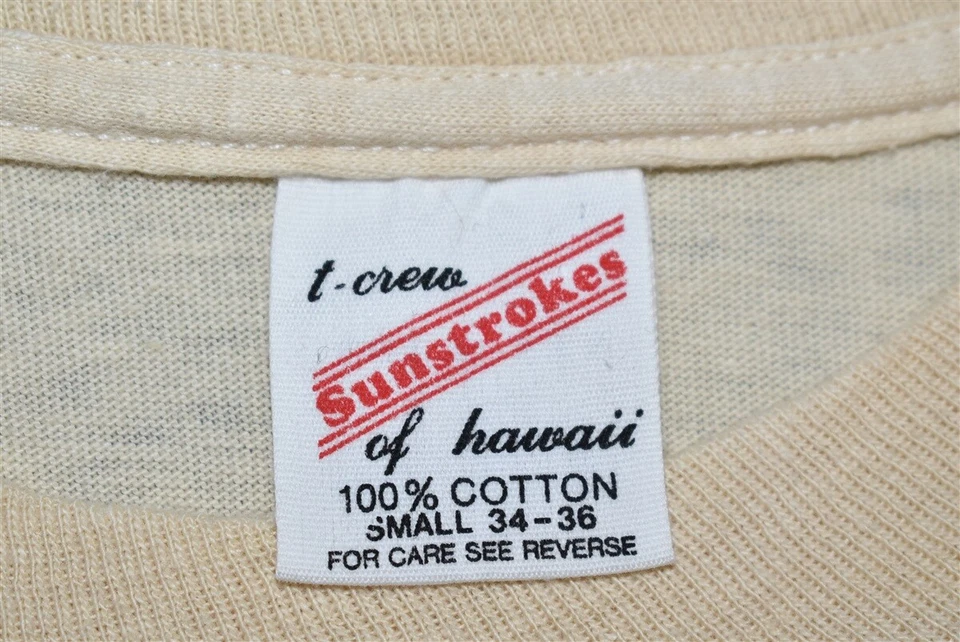 t-crew
Sunstrokes
of hawaii
100% COTTON
SMALL 34-36
FOR CARE SEE REVERSE